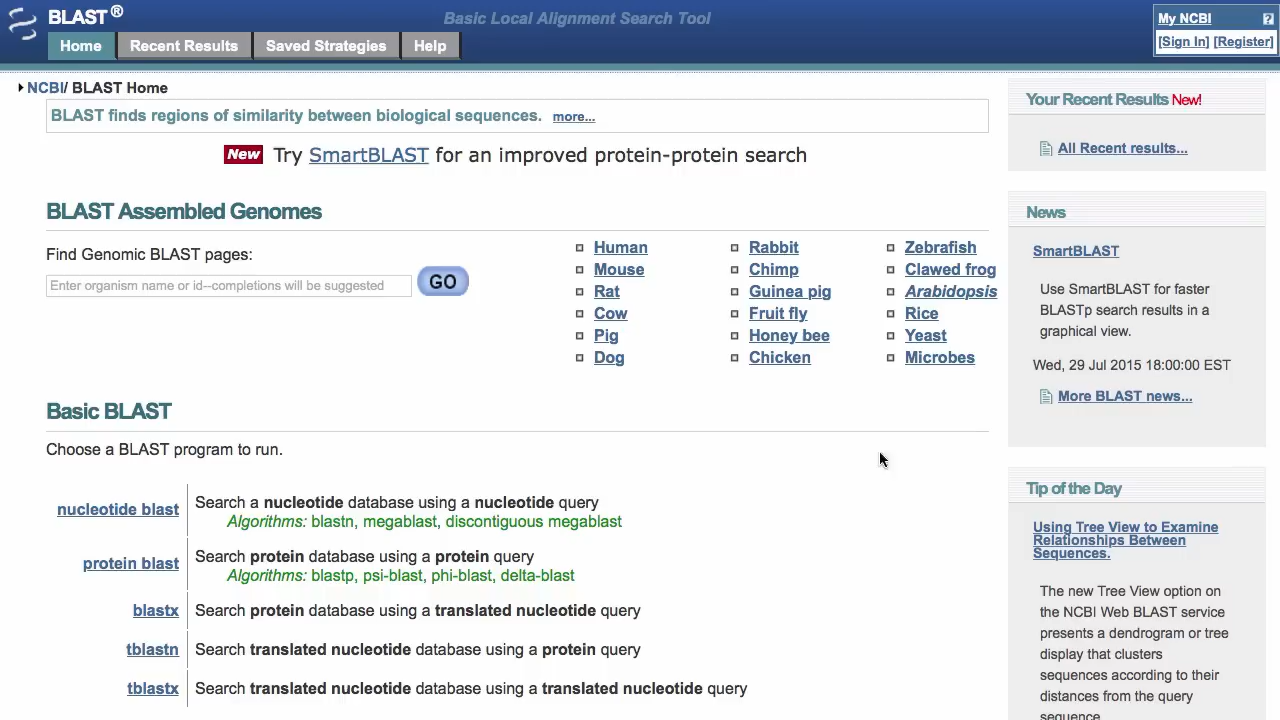 BLAST®
Basic Local Alignment Search Tool
My NCBI
?
[Sign In] [Register]
Home
Recent Results
Saved Strategies
Help
NCBI/ BLAST Home
BLAST finds regions of similarity between biological sequences. more...
New Try SmartBLAST for an improved protein-protein search
BLAST Assembled Genomes
Find Genomic BLAST pages:
Enter organism name or id--completions will be suggested
GO
Human
Mouse
Rat
Cow
Pig
Dog
Rabbit
Chimp
Guinea pig
Fruit fly
Honey bee
Chicken
Zebrafish
Clawed frog
Arabidopsis
Rice
Yeast
Microbes
Basic BLAST
Choose a BLAST program to run.
nucleotide blast
Search a nucleotide database using a nucleotide query
Algorithms: blastn, megablast, discontiguous megablast
protein blast
Search protein database using a protein query
Algorithms: blastp, psi-blast, phi-blast, delta-blast
blastx
Search protein database using a translated nucleotide query
tblastn
Search translated nucleotide database using a protein query
tblastx
Search translated nucleotide database using a translated nucleotide query
Your Recent Results New!
All Recent results...
News
SmartBLAST
Use SmartBLAST for faster
BLASTp search results in a
graphical view.
Wed, 29 Jul 2015 18:00:00 EST
More BLAST news...
Tip of the Day
Using Tree View to Examine
Relationships Between
Sequences.
The new Tree View option on
the NCBI Web BLAST service
presents a dendrogram or tree
display that clusters
sequences according to their
distances from the query
sequence